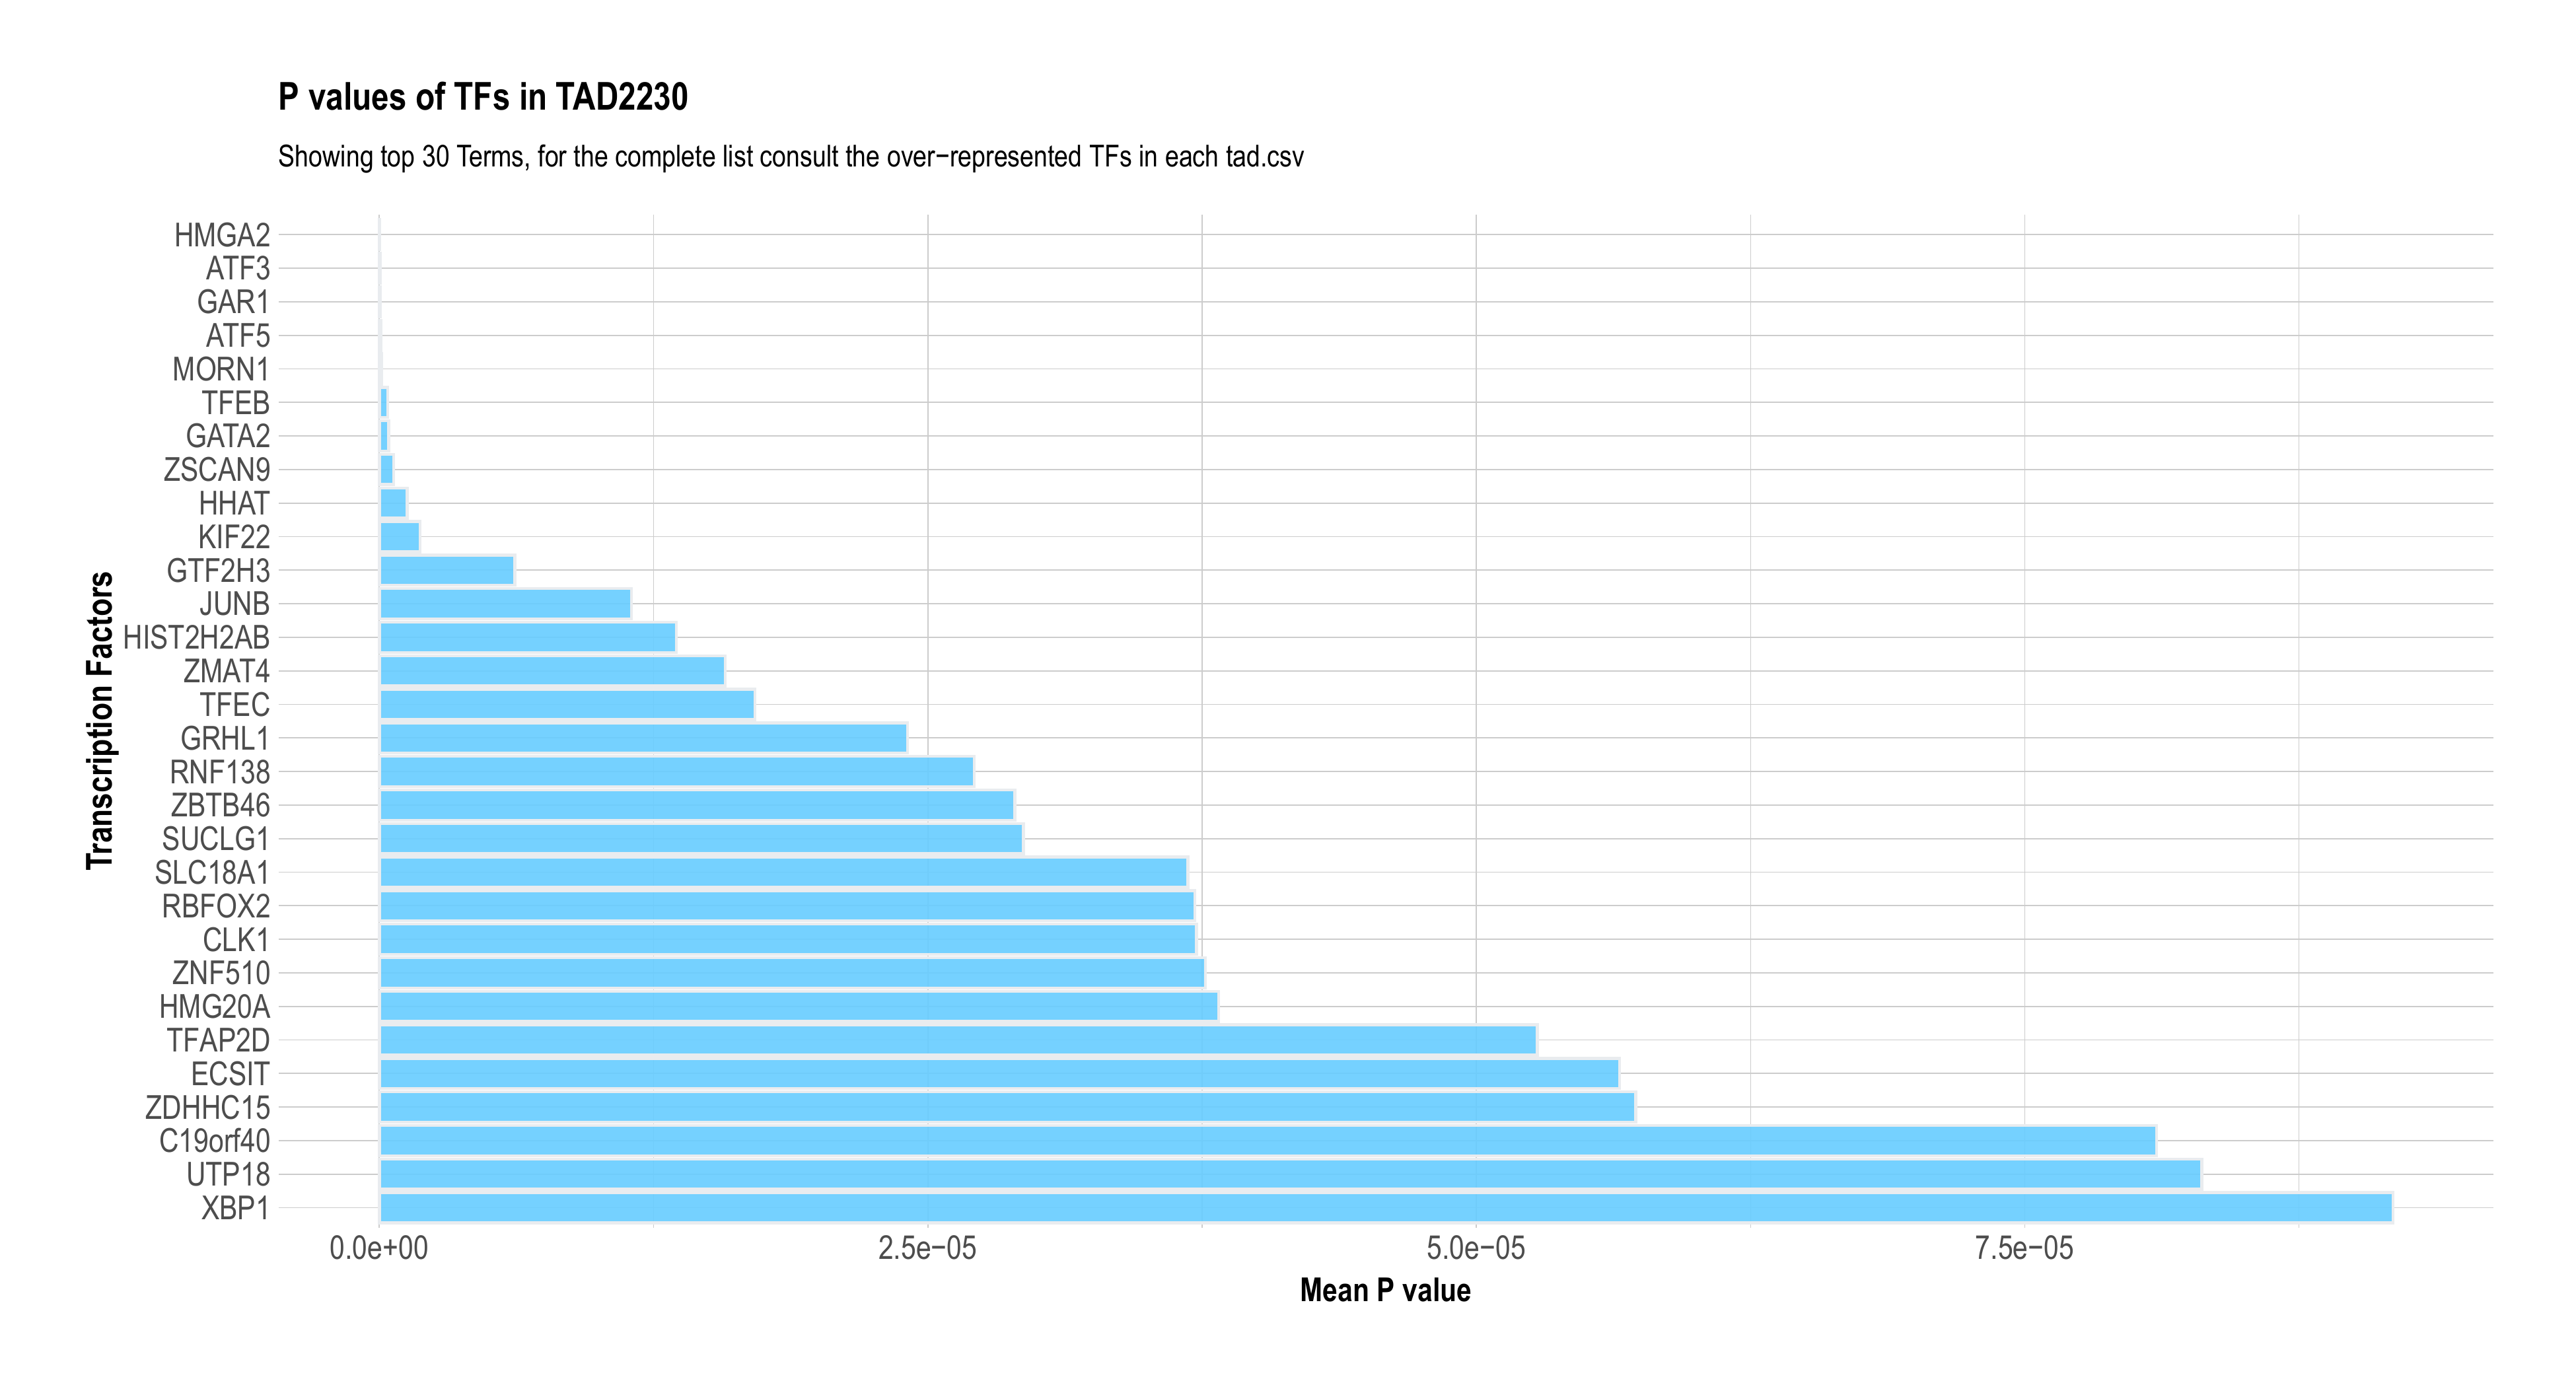 P values of TFs in TAD2230
Showing top 30 Terms, for the complete list consult the over−represented TFs in each tad.csv
Transcription Factors
HMGA2
ATF3
GAR1
ATF5
MORN1
TFEB
GATA2
ZSCAN9
HHAT
KIF22
GTF2H3
JUNB
HIST2H2AB
ZMAT4
TFEC
GRHL1
RNF138
ZBTB46
SUCLG1
SLC18A1
RBFOX2
CLK1
ZNF510
HMG20A
TFAP2D
ECSIT
ZDHHC15
C19orf40
UTP18
XBP1
0.0e+00 2.5e−05 5.0e−05 7.5e−05
Mean P value